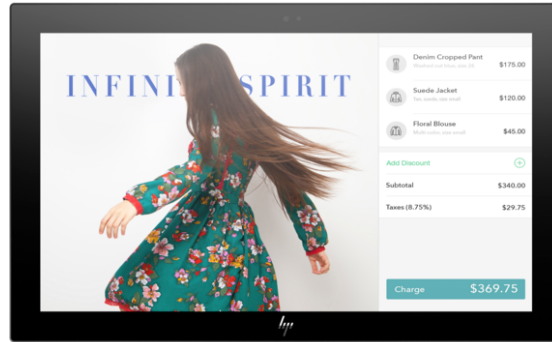 INFINI SPIRIT
Denim Cropped Pant
$175.00
Suede Jacket
$120.00
Floral Blouse
$45.00
Add Discount
Subtotal
$340.00
Taxes (8.75%)
$29.75
Charge
$369.75
hp